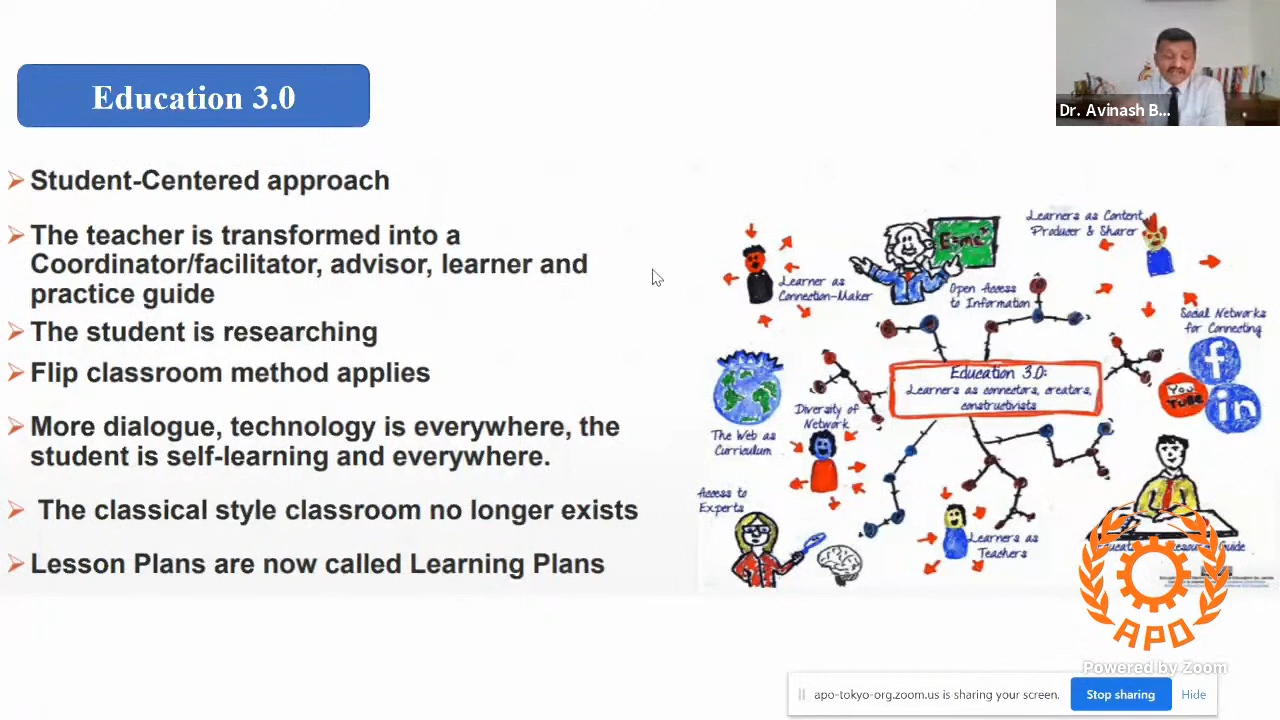 Education 3.0
Dr. Avinash B...
Student-Centered approach
The teacher is transformed into a
Coordinator/facilitator, advisor, learner and
practice guide
The student is researching
Flip classroom method applies
More dialogue, technology is everywhere, the
student is self-learning and everywhere.
The classical style classroom no longer exists
Lesson Plans are now called Learning Plans
Learners as Content
Producer & Sharer
E=mc²
Learner as
Connection-Maker
Open Access
to Information
Social Networks
for Connecting
f
You
Tube
in
Education 3.0:
Learners as connectors, creators,
constructivists
Diversity of
Network
The Web as
Curriculum
Access to
Experts
Learners as
Teachers
Guide
APO
Powered by Zoom
apo-tokyo-org.zoom.us is sharing your screen.
Stop sharing
Hide